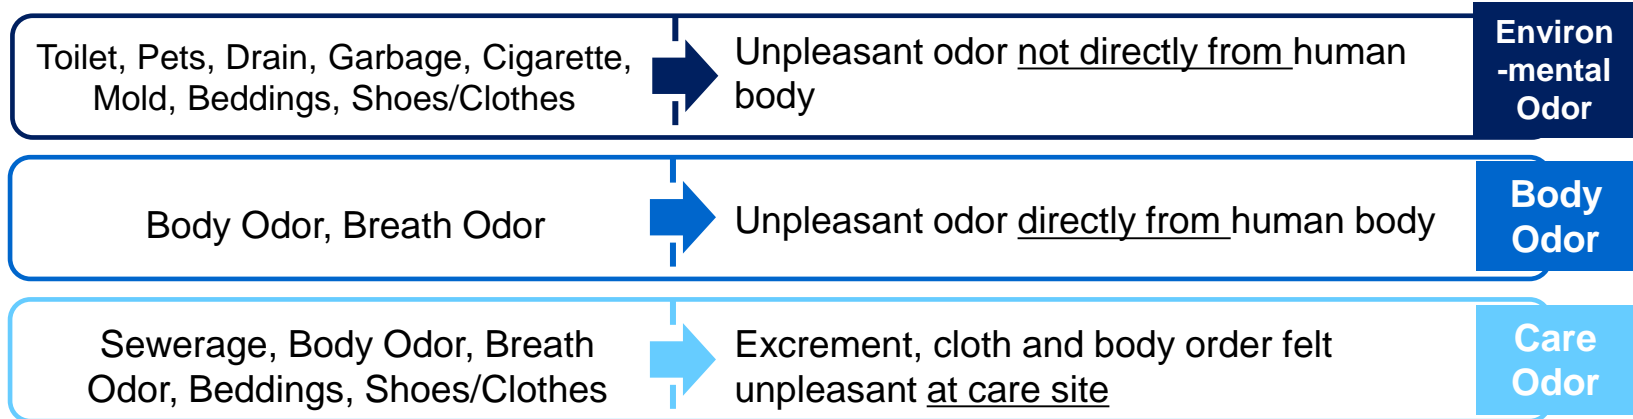 Toilet, Pets, Drain, Garbage, Cigarette,
Mold, Beddings, Shoes/Clothes
Unpleasant odor not directly from human
body
Environ
-mental
Odor
Body Odor, Breath Odor
Unpleasant odor directly from human body
Body
Odor
Sewerage, Body Odor, Breath
Odor, Beddings, Shoes/Clothes
Excrement, cloth and body order felt
unpleasant at care site
Care
Odor